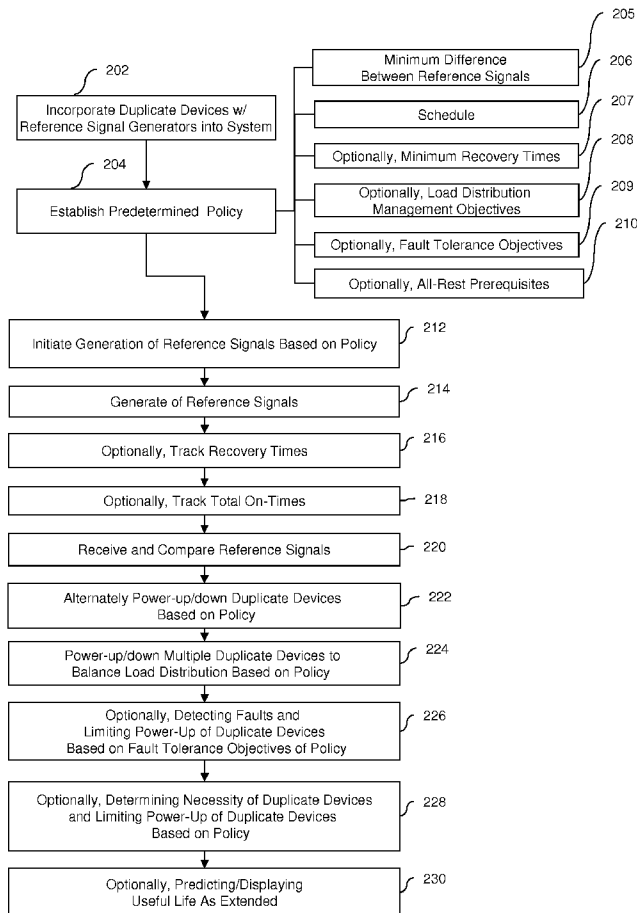 202
Incorporate Duplicate Devices w/
Reference Signal Generators into System
204
Establish Predetermined Policy
205
Minimum Difference
Between Reference Signals
206
Schedule
207
Optionally, Minimum Recovery Times
208
Optionally, Load Distribution
Management Objectives
209
Optionally, Fault Tolerance Objectives
210
Optionally, All-Rest Prerequisites
Initiate Generation of Reference Signals Based on Policy
212
Generate of Reference Signals
214
Optionally, Track Recovery Times
216
Optionally, Track Total On-Times
218
Receive and Compare Reference Signals
220
Alternately Power-up/down Duplicate Devices
Based on Policy
222
Power-up/down Multiple Duplicate Devices to
Balance Load Distribution Based on Policy
224
Optionally, Detecting Faults and
Limiting Power-Up of Duplicate Devices
Based on Fault Tolerance Objectives of Policy
226
Optionally, Determining Necessity of Duplicate Devices
and Limiting Power-Up of Duplicate Devices
Based on Policy
228
Optionally, Predicting/Displaying
Useful Life As Extended
230